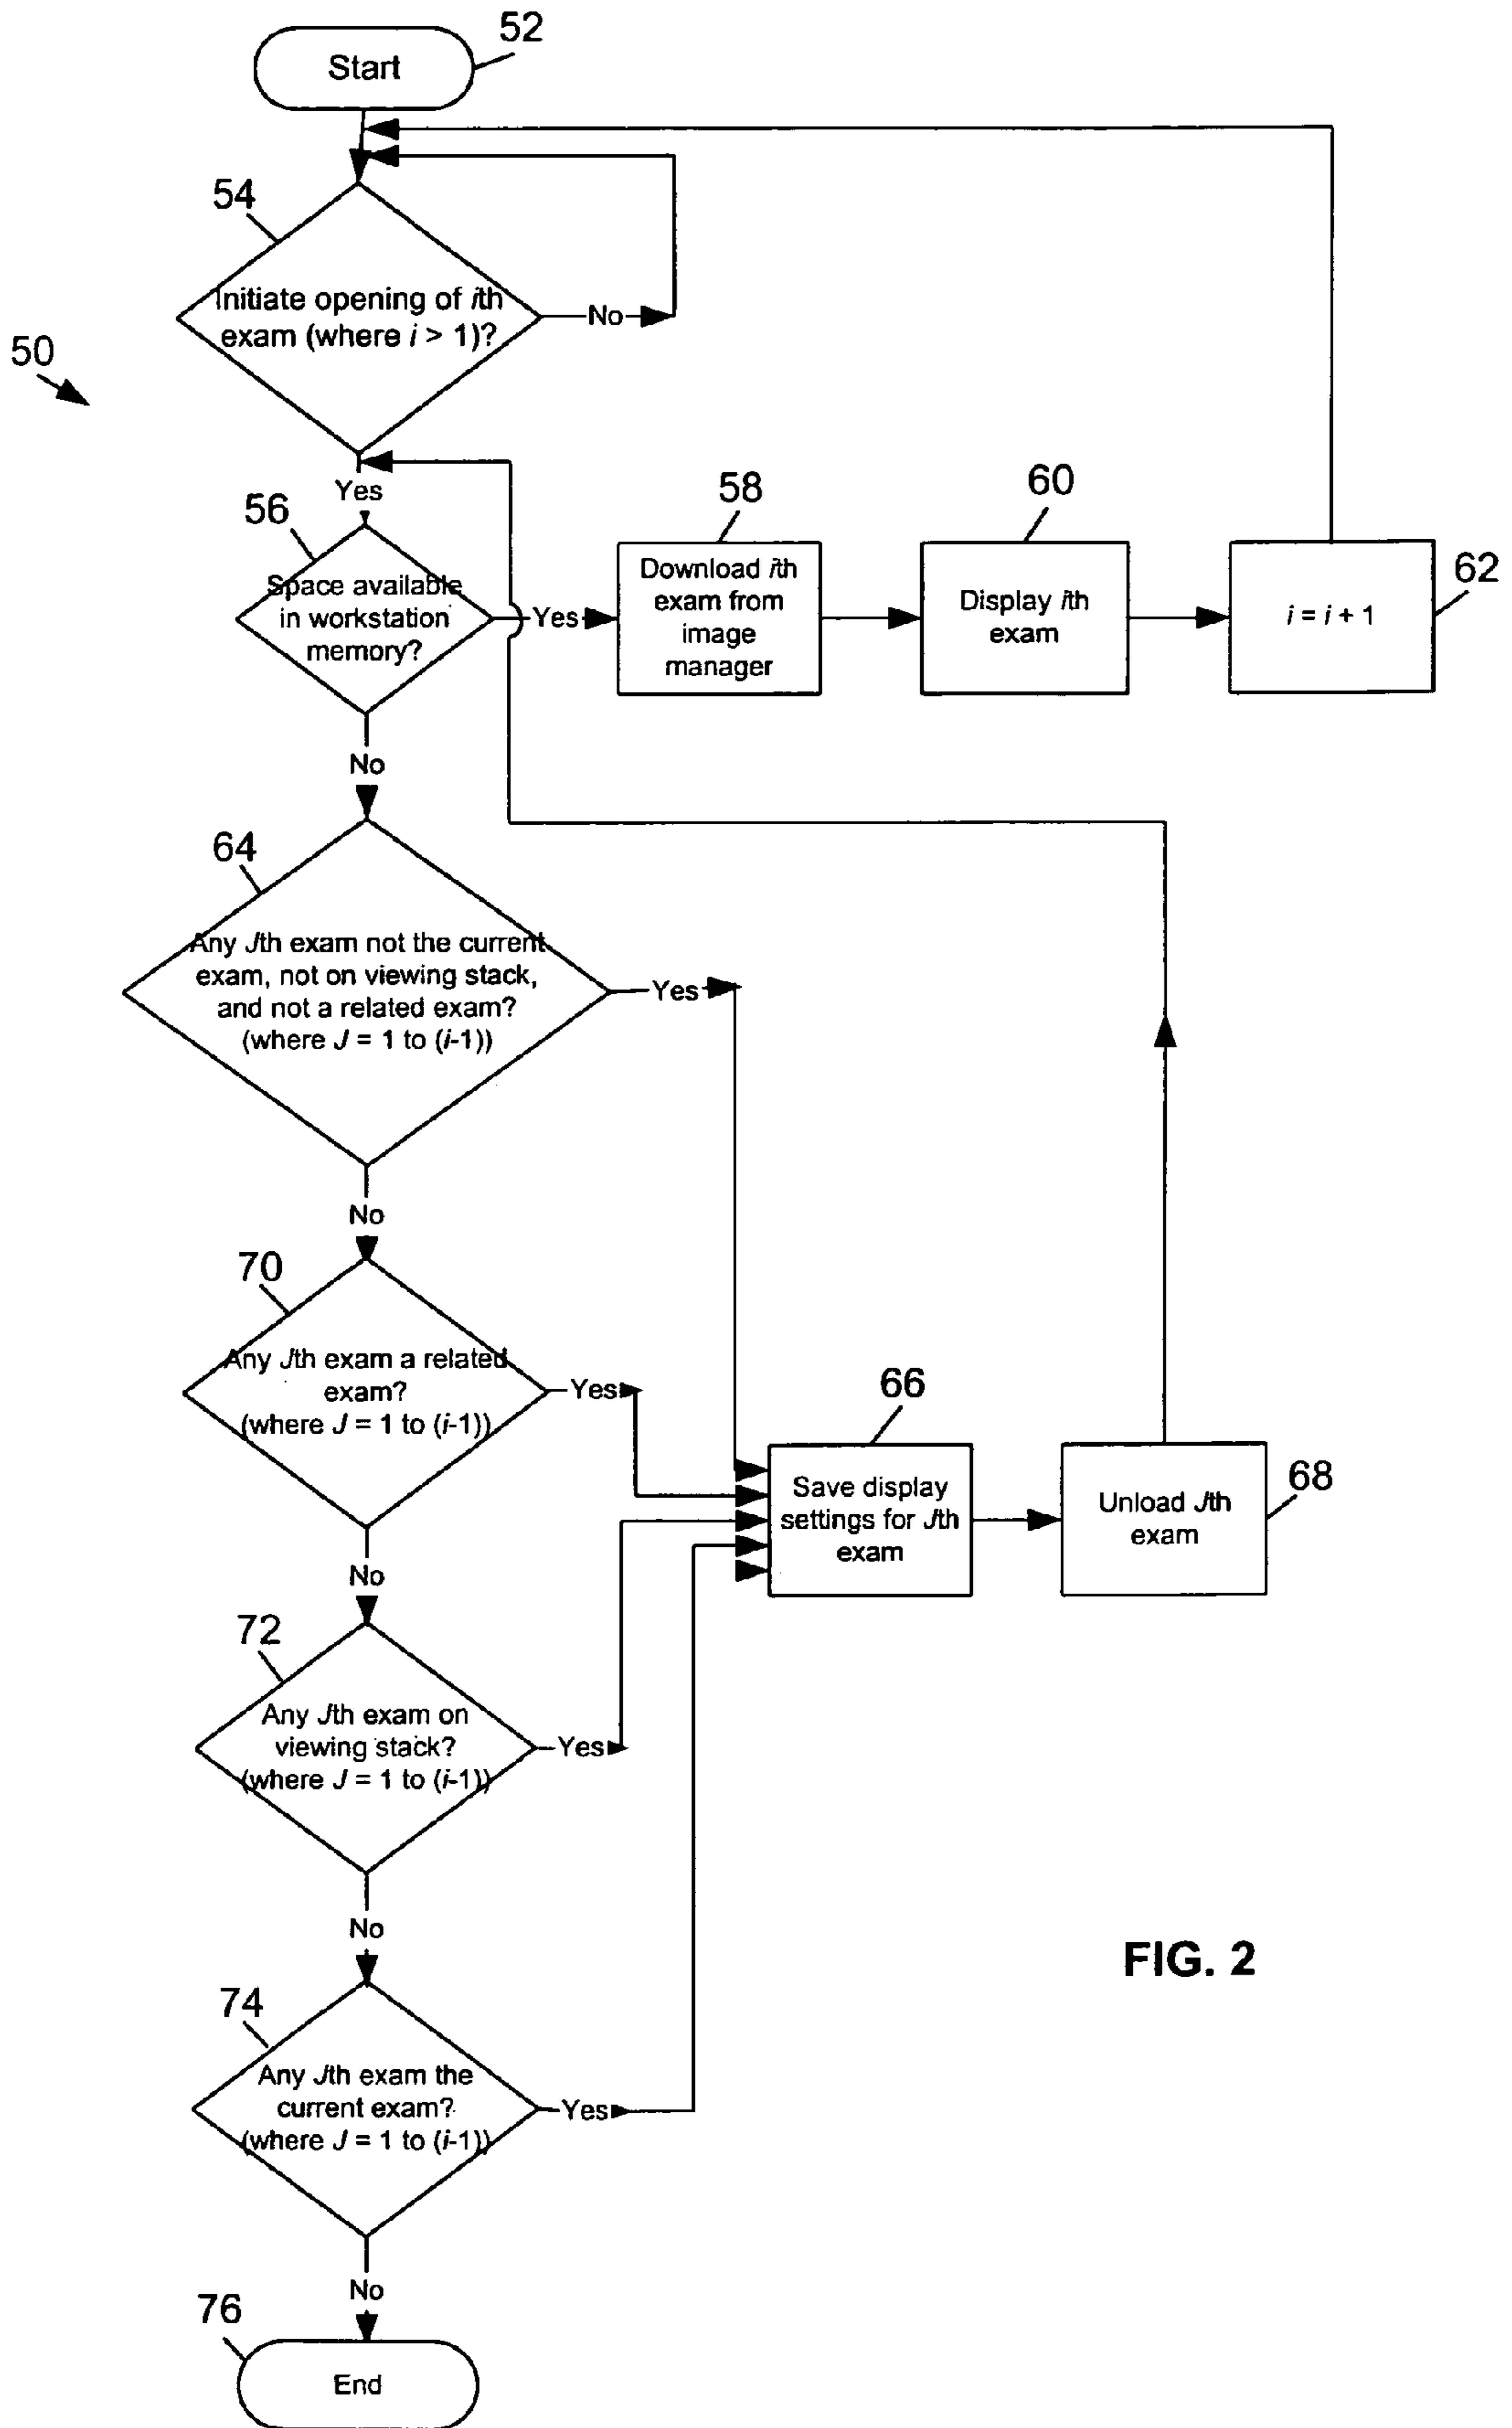 52
Start
54
Initiate opening of ith
exam (where i > 1)?
No
50
Yes
56
Space available
in workstation
memory?
Yes
58
Download ith
exam from
image
manager
60
Display ith
exam
62
i = i + 1
No
64
Any Jth exam not the current
exam, not on viewing stack,
and not a related exam?
(where J = 1 to (i-1))
Yes
No
70
Any Jth exam a related
exam?
(where J = 1 to (i-1))
Yes
66
Save display
settings for Jth
exam
68
Unload Jth
exam
No
72
Any Jth exam on
viewing stack?
(where J = 1 to (i-1))
Yes
No
74
Any Jth exam the
current exam?
(where J = 1 to (i-1))
Yes
No
76
End
FIG. 2